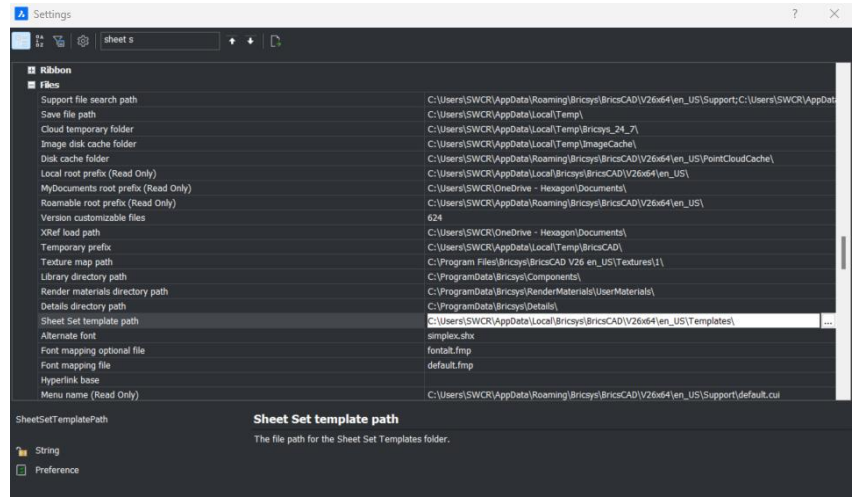 Settings
sheet s
Ribbon
Files
Support file search path C:\Users\SWCR\AppData\Roaming\Bricsys\BricsCAD\V26x64\en_US\Support;C:\Users\SWCR\AppDat
Save file path C:\Users\SWCR\AppData\Local\Temp\
Cloud temporary folder C:\Users\SWCR\AppData\Local\Temp\Bricsys_24_7\
Image disk cache folder C:\Users\SWCR\AppData\Local\Temp\ImageCache\
Disk cache folder C:\Users\SWCR\AppData\Roaming\Bricsys\BricsCAD\V26x64\en_US\PointCloudCache\
Local root prefix (Read Only) C:\Users\SWCR\AppData\Local\Bricsys\BricsCAD\V26x64\en_US\
MyDocuments root prefix (Read Only) C:\Users\SWCR\OneDrive - Hexagon\Documents\
Roamable root prefix (Read Only) C:\Users\SWCR\AppData\Roaming\Bricsys\BricsCAD\V26x64\en_US\
Version customizable files 624
XRef load path C:\Users\SWCR\OneDrive - Hexagon\Documents\
Temporary prefix C:\Users\SWCR\AppData\Local\Temp\BricsCAD\
Texture map path C:\Program Files\Bricsys\BricsCAD V26 en_US\Textures\1\
Library directory path C:\ProgramData\Bricsys\Components\
Render materials directory path C:\ProgramData\Bricsys\RenderMaterials\UserMaterials\
Details directory path C:\ProgramData\Bricsys\Details\
Sheet Set template path C:\Users\SWCR\AppData\Local\Bricsys\BricsCAD\V26x64\en_US\Templates\ ...
Alternate font simplex.shx
Font mapping optional file fontalt.fmp
Font mapping file default.fmp
Hyperlink base
Menu name (Read Only) C:\Users\SWCR\AppData\Roaming\Bricsys\BricsCAD\V26x64\en_US\Support\default.cui
SheetSetTemplatePath
String
Preference
Sheet Set template path
The file path for the Sheet Set Templates folder.